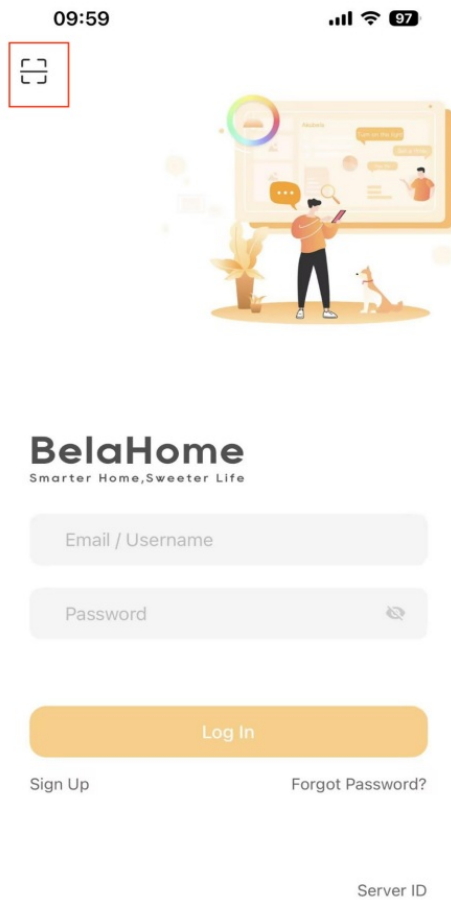 09:59 97
BelaHome
Smarter Home,Sweeter Life
Email / Username
Password
Log In
Sign Up Forgot Password?
Server ID